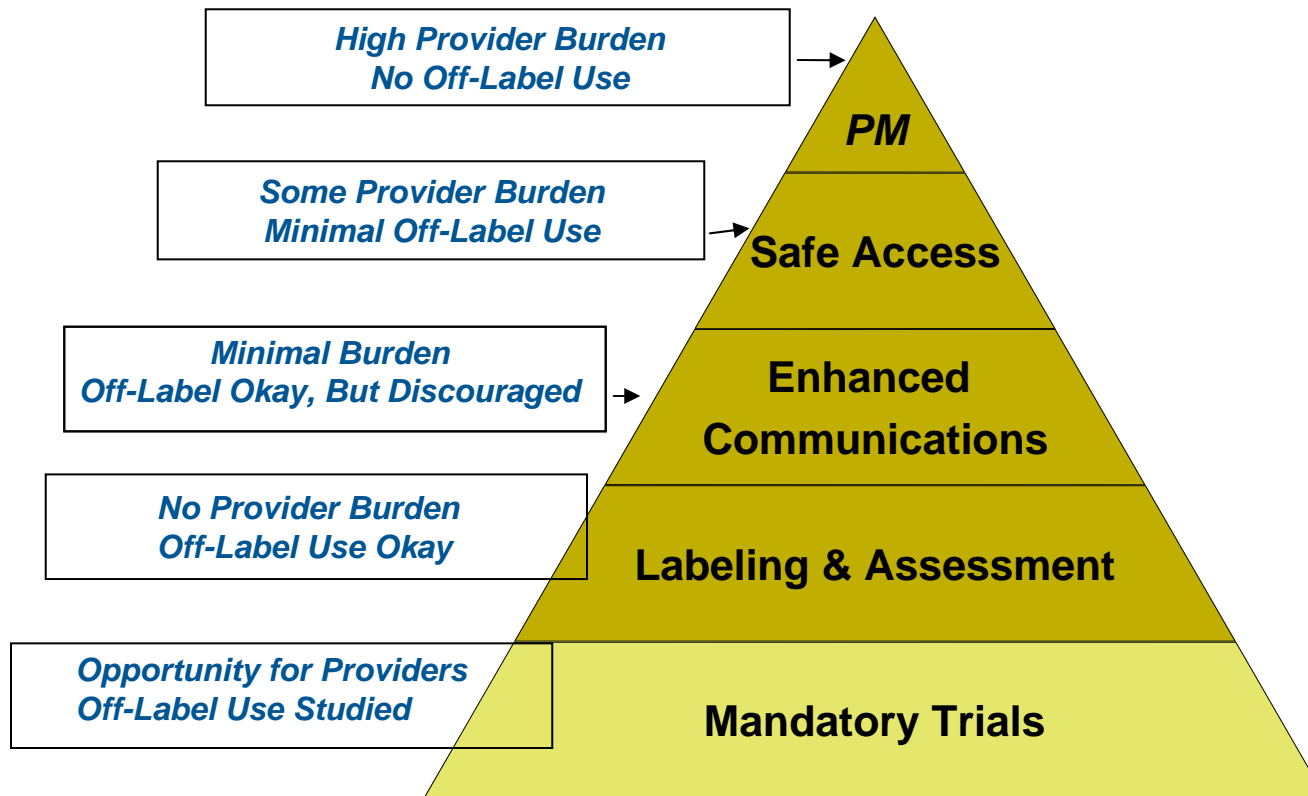 High Provider Burden
No Off-Label Use
PM
Some Provider Burden
Minimal Off-Label Use
Safe Access
Minimal Burden
Off-Label Okay, But Discouraged
Enhanced
Communications
No Provider Burden
Off-Label Use Okay
Labeling & Assessment
Opportunity for Providers
Off-Label Use Studied
Mandatory Trials